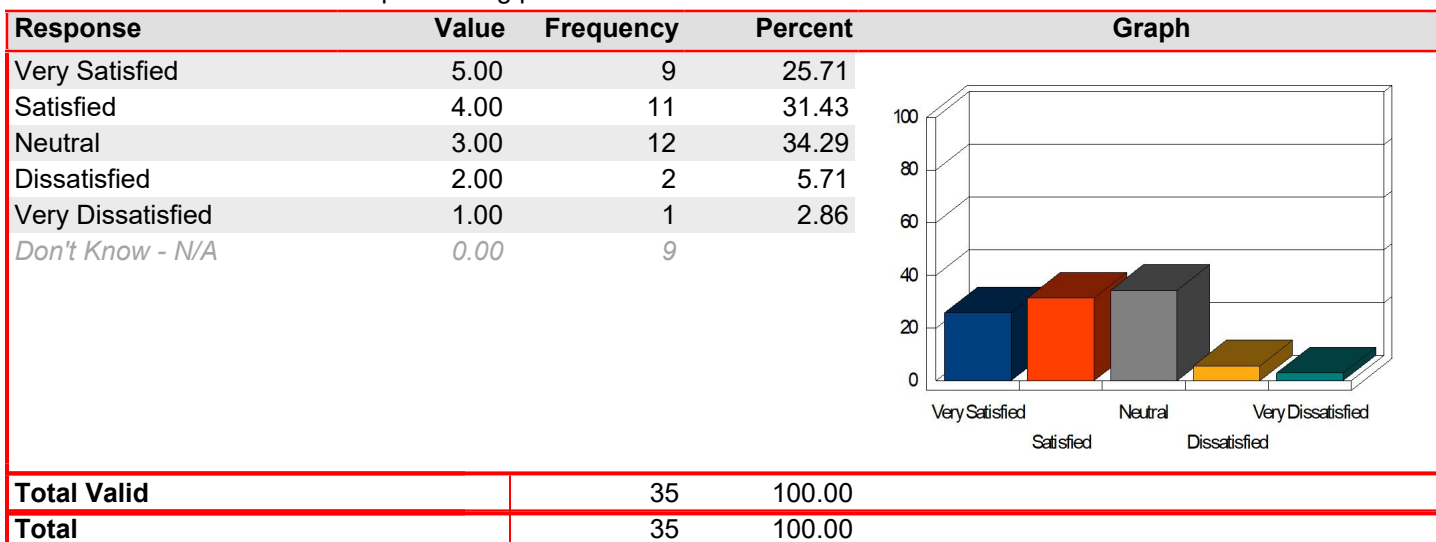 Response Value Frequency Percent Graph
Very Satisfied 5.00 9 25.71
Satisfied 4.00 11 31.43
Neutral 3.00 12 34.29
Dissatisfied 2.00 2 5.71
Very Dissatisfied 1.00 1 2.86
Don't Know - N/A 0.00 9
100
80
60
40
20
0
Very Satisfied Neutral Very Dissatisfied
Satisfied Dissatisfied
Total Valid 35 100.00
Total 35 100.00